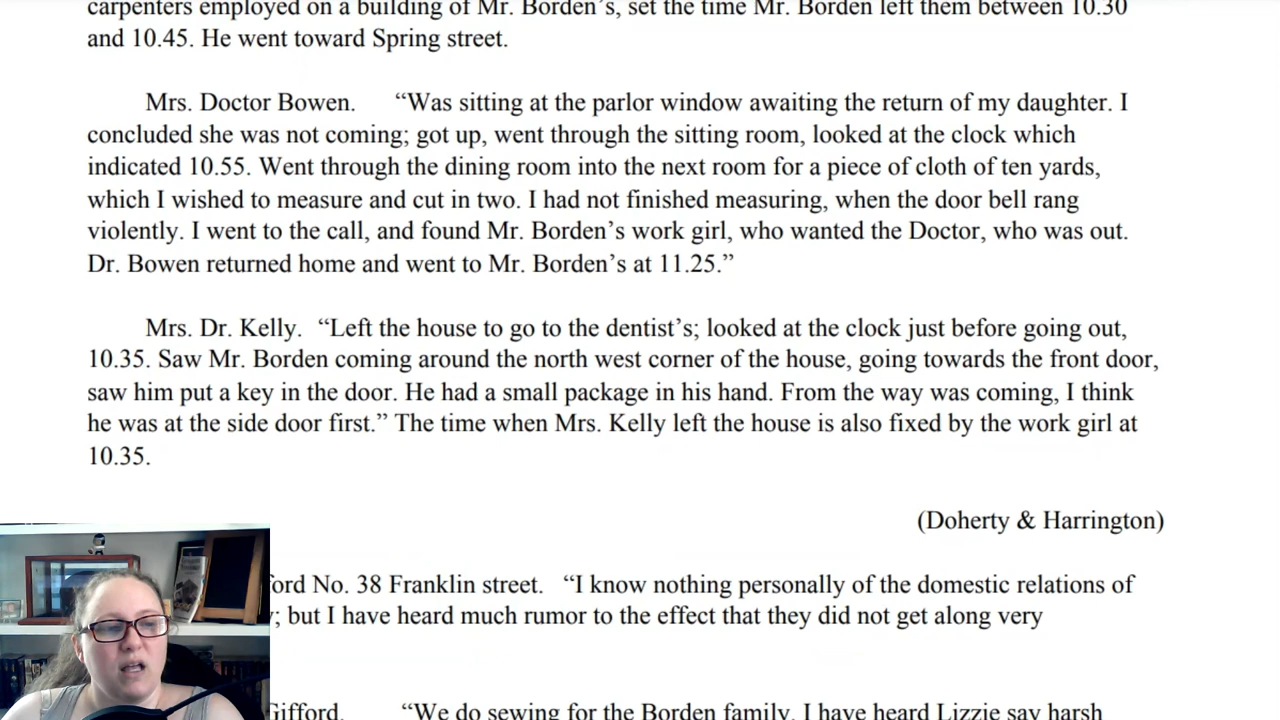 carpenters employed on a building of Mr. Borden’s, set the time Mr. Borden left them between 10.30
and 10.45. He went toward Spring street.
Mrs. Doctor Bowen. “Was sitting at the parlor window awaiting the return of my daughter. I
concluded she was not coming; got up, went through the sitting room, looked at the clock which
indicated 10.55. Went through the dining room into the next room for a piece of cloth of ten yards,
which I wished to measure and cut in two. I had not finished measuring, when the door bell rang
violently. I went to the call, and found Mr. Borden’s work girl, who wanted the Doctor, who was out.
Dr. Bowen returned home and went to Mr. Borden’s at 11.25.”
Mrs. Dr. Kelly. “Left the house to go to the dentist’s; looked at the clock just before going out,
10.35. Saw Mr. Borden coming around the north west corner of the house, going towards the front door,
saw him put a key in the door. He had a small package in his hand. From the way was coming, I think
he was at the side door first.” The time when Mrs. Kelly left the house is also fixed by the work girl at
10.35.
(Doherty & Harrington)
ord No. 38 Franklin street. “I know nothing personally of the domestic relations of
; but I have heard much rumor to the effect that they did not get along very
Gifford. “We do sewing for the Borden family. I have heard Lizzie say harsh